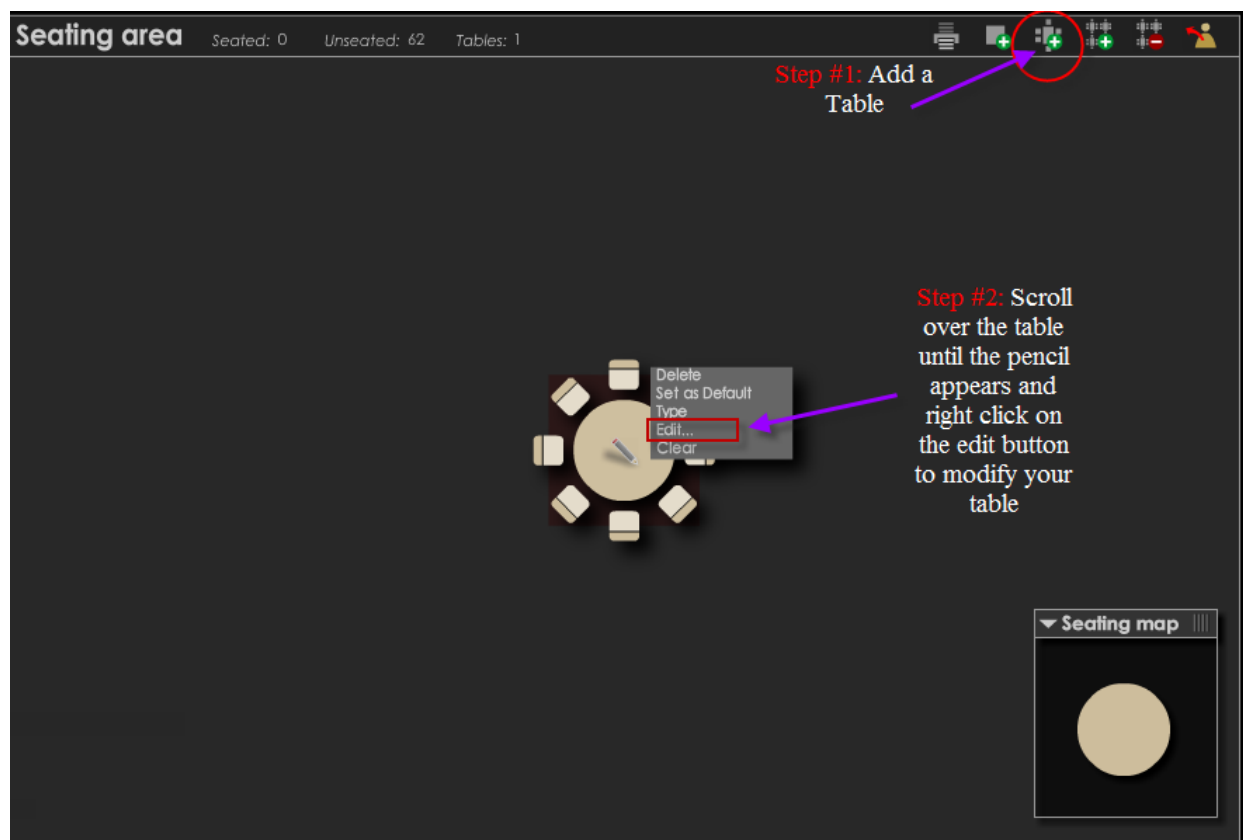 Seating area Seated: 0 Unseated: 62 Tables: 1
Step #1: Add a
Table
Step #2: Scroll
over the table
until the pencil
appears and
right click on
the edit button
to modify your
table
Delete
Set as Default
Type
Edit...
Clear
Seating map